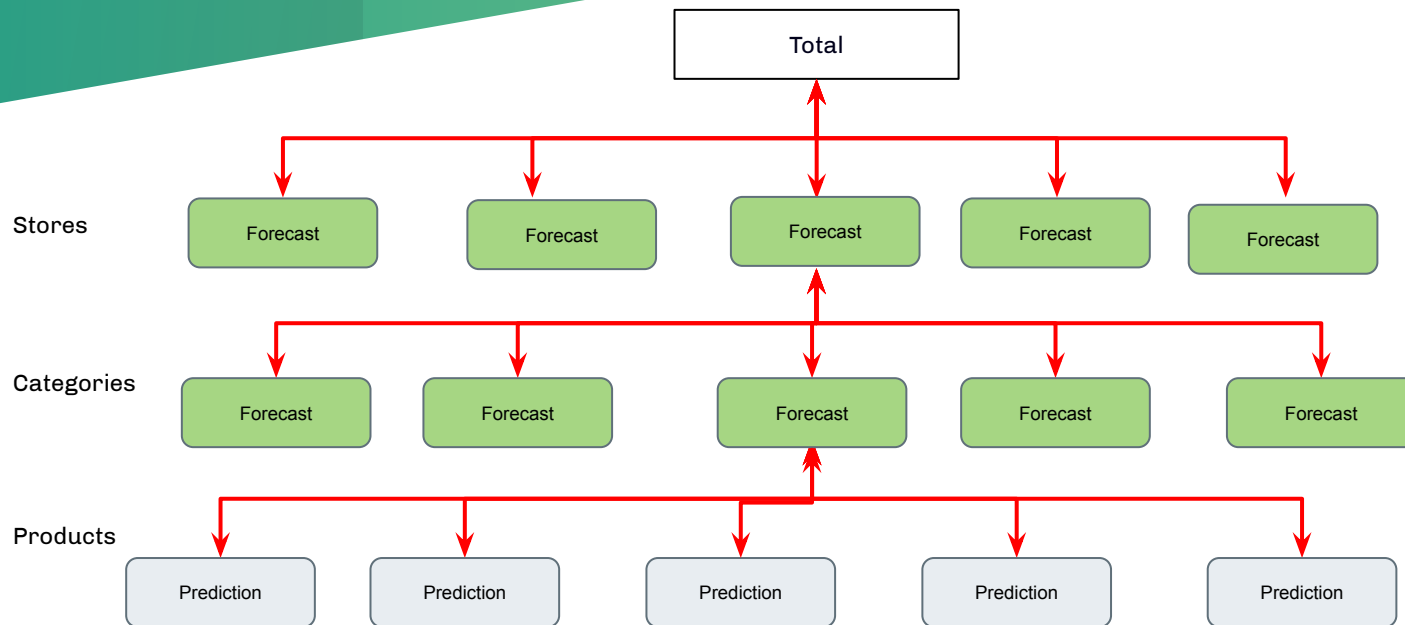 Total
Stores
Forecast
Forecast
Forecast
Forecast
Forecast
Categories
Forecast
Forecast
Forecast
Forecast
Forecast
Products
Prediction
Prediction
Prediction
Prediction
Prediction